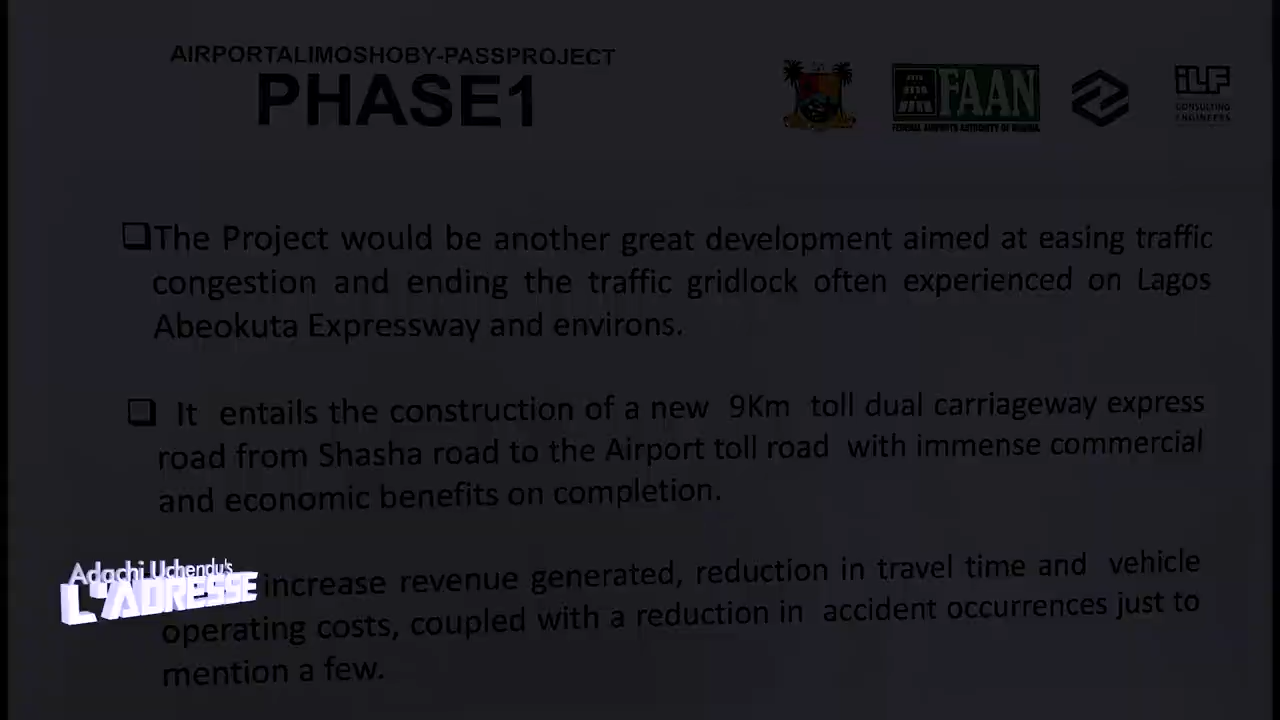 AIRPORTALIMOSHOBY-PASSPROJECT
PHASE1
FAAN
FEDERAL AIRPORTS AUTHORITY OF NIGERIA
iLF
CONSULTING
ENGINEERS
❑The Project would be another great development aimed at easing traffic
congestion and ending the traffic gridlock often experienced on Lagos
Abeokuta Expressway and environs.
❑ It entails the construction of a new 9Km toll dual carriageway express
road from Shasha road to the Airport toll road with immense commercial
and economic benefits on completion.
increase revenue generated, reduction in travel time and vehicle
operating costs, coupled with a reduction in accident occurrences just to
mention a few.
Adachi Uchendu's
L'ADRESSE